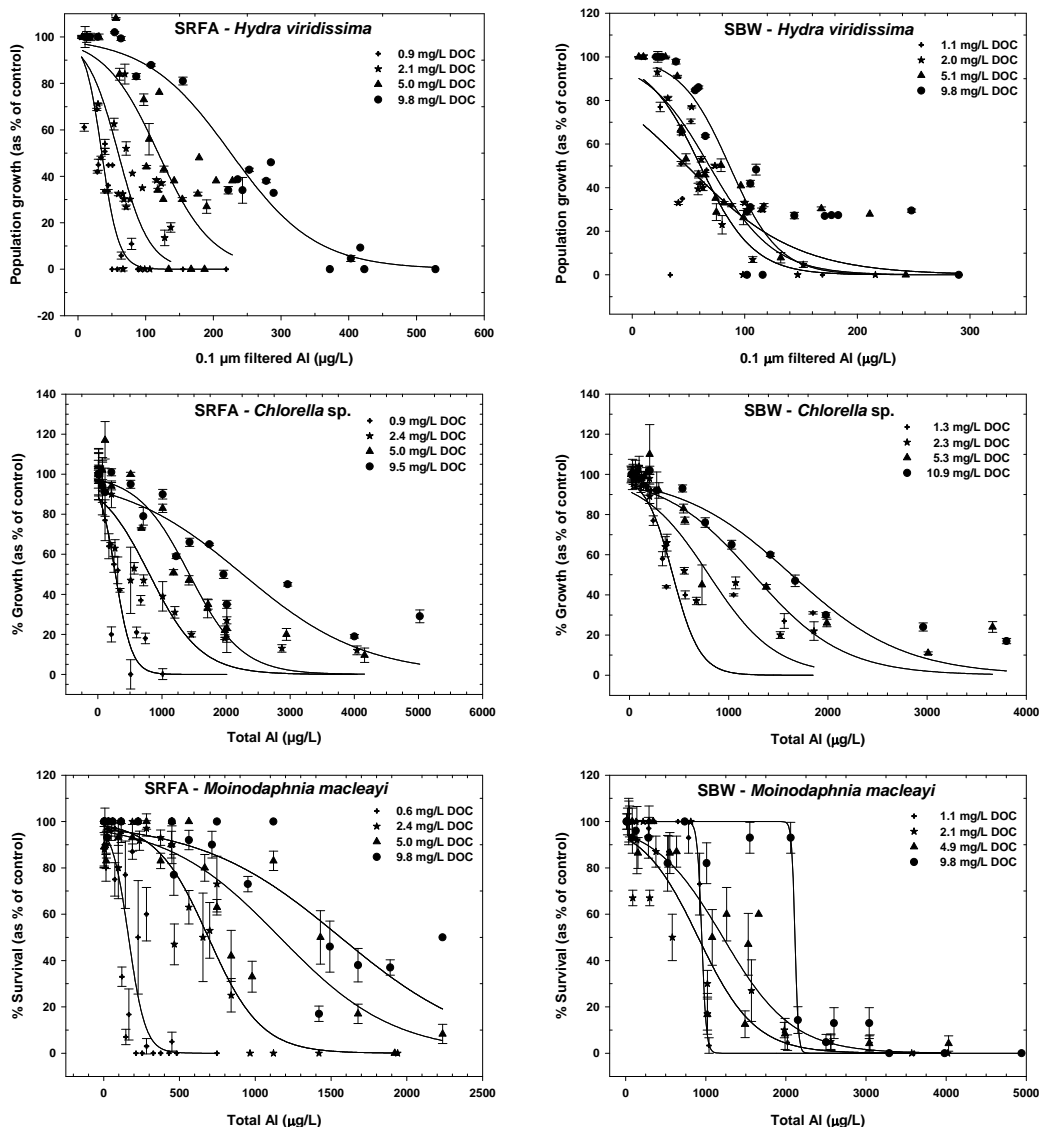 SRFA - Hydra viridissima
0.9 mg/L DOC
2.1 mg/L DOC
5.0 mg/L DOC
9.8 mg/L DOC
Population growth (as % of control)
120
100
80
60
40
20
0
-20
0 100 200 300 400 500 600
0.1 µm filtered Al (µg/L)
SBW - Hydra viridissima
1.1 mg/L DOC
2.0 mg/L DOC
5.1 mg/L DOC
9.8 mg/L DOC
Population growth (as % of control)
120
100
80
60
40
20
0
0 100 200 300
0.1 µm filtered Al (µg/L)
SRFA - Chlorella sp.
0.9 mg/L DOC
2.4 mg/L DOC
5.0 mg/L DOC
9.5 mg/L DOC
% Growth (as % of control)
140
120
100
80
60
40
20
0
0 1000 2000 3000 4000 5000 6000
Total Al (µg/L)
SBW - Chlorella sp.
1.3 mg/L DOC
2.3 mg/L DOC
5.3 mg/L DOC
10.9 mg/L DOC
% Growth (as % of control)
140
120
100
80
60
40
20
0
0 1000 2000 3000 4000
Total Al (µg/L)
SRFA - Moinodaphnia macleayi
0.6 mg/L DOC
2.4 mg/L DOC
5.0 mg/L DOC
9.8 mg/L DOC
% Survival (as % of control)
120
100
80
60
40
20
0
0 500 1000 1500 2000 2500
Total Al (µg/L)
SBW - Moinodaphnia macleayi
1.1 mg/L DOC
2.1 mg/L DOC
4.9 mg/L DOC
9.8 mg/L DOC
% Survival (as % of control)
120
100
80
60
40
20
0
0 1000 2000 3000 4000 5000
Total Al (µg/L)